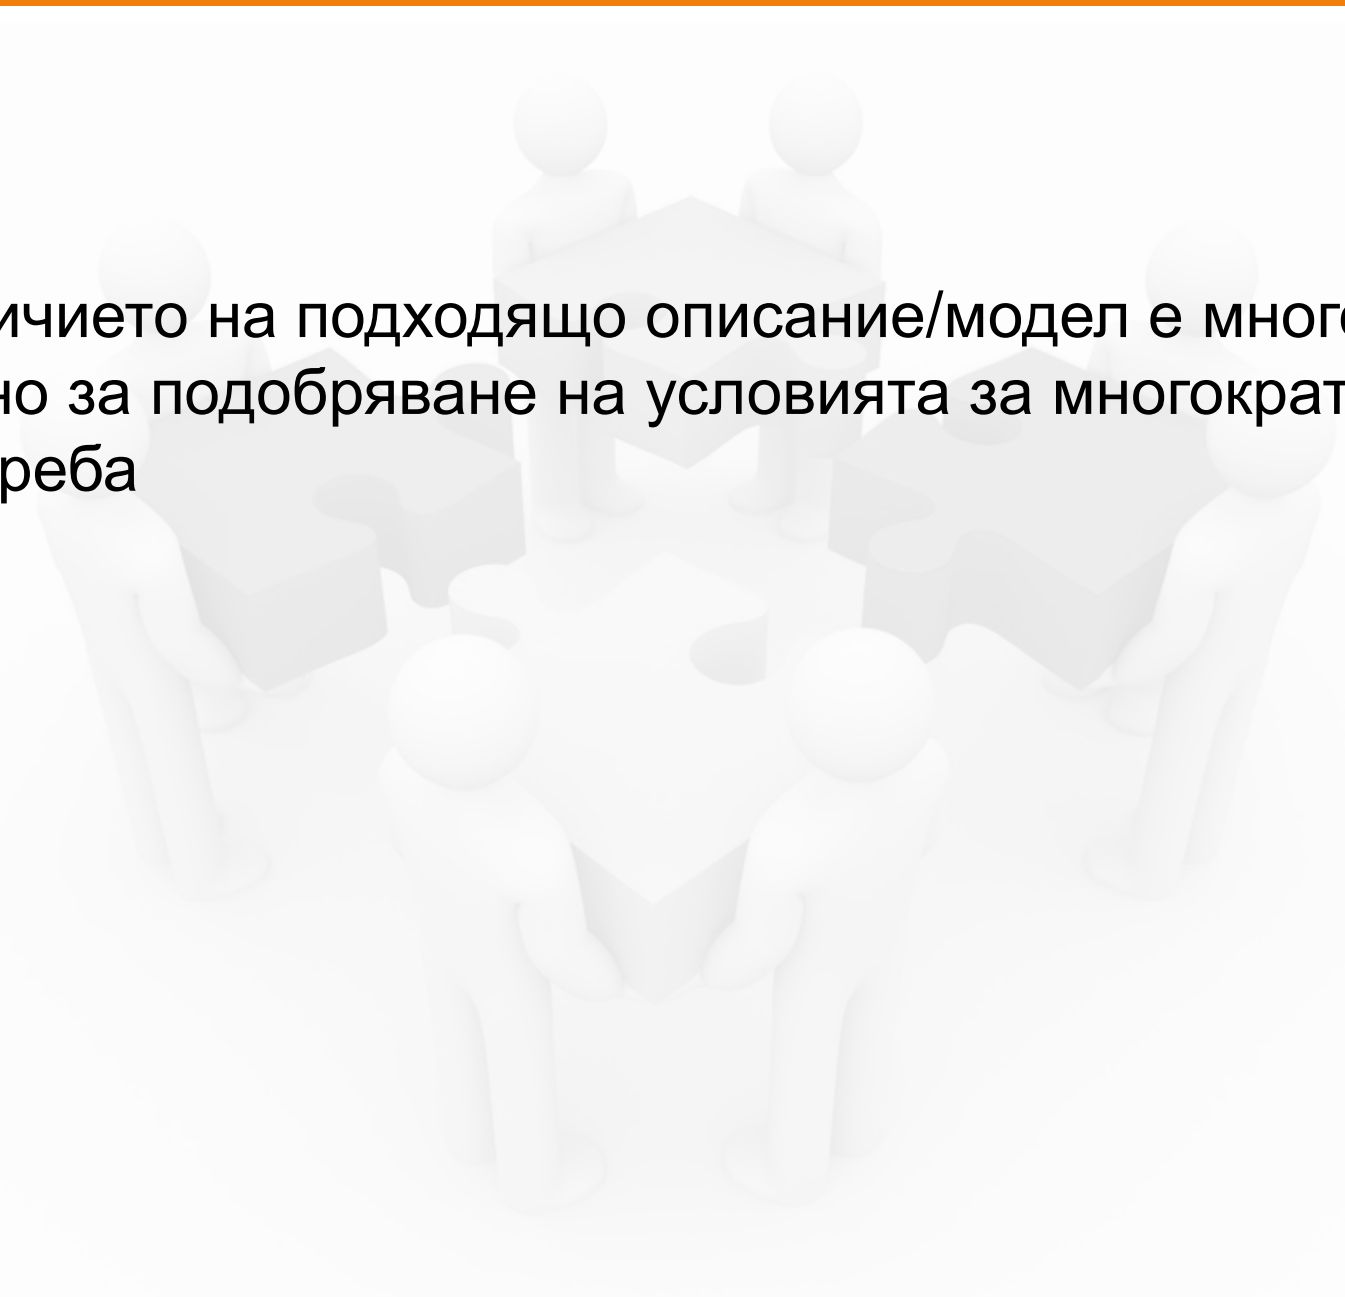 ичието на подходящо описание/модел е много
но за подобряване на условията за многократ
реба